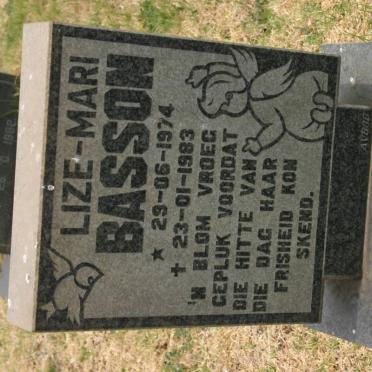 LIZE-MARI
BASSON
★ 29-06-1974
+ 23-01-1983
'N BLOM VROEG
GEPLUK VOORDAT
DIE HITTE VAN
DIE DAG HAAR
FRISHEID KON
SKEND.